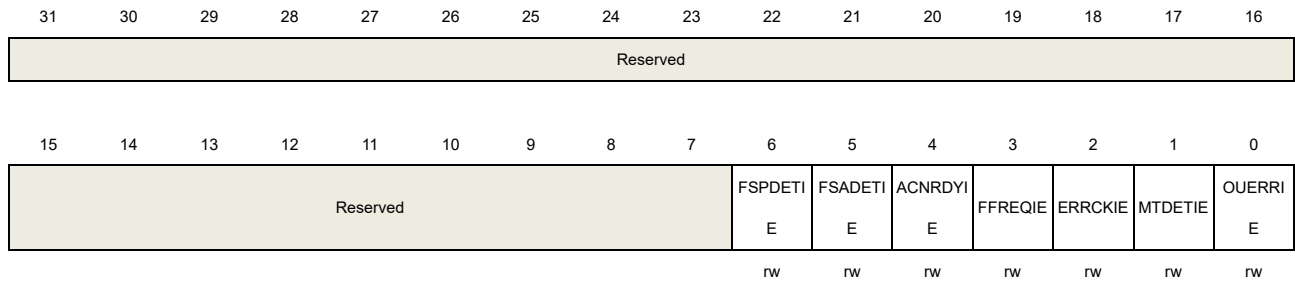 31 30 29 28 27 26 25 24 23 22 21 20 19 18 17 16
Reserved
15 14 13 12 11 10 9 8 7 6 5 4 3 2 1 0
Reserved FSPDETI FSADETI ACNRDYI FFREQIE ERRCKIE MTDETIE OUERRI
E E E E
rw rw rw rw rw rw rw